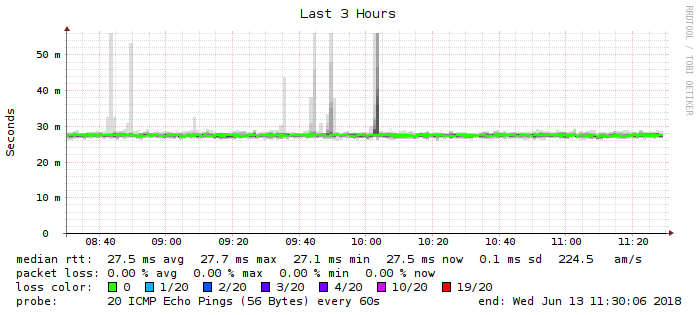 Last 3 Hours
RRDTOOL / TOBI OETIKER
Seconds
50 m
40 m
30 m
20 m
10 m
0
08:40 09:00 09:20 09:40 10:00 10:20 10:40 11:00 11:20
median rtt: 27.5 ms avg 27.7 ms max 27.1 ms min 27.5 ms now 0.1 ms sd 224.5 am/s
packet loss: 0.00 % avg 0.00 % max 0.00 % min 0.00 % now
loss color: 0 1/20 2/20 3/20 4/20 10/20 19/20
probe: 20 ICMP Echo Pings (56 Bytes) every 60s end: Wed Jun 13 11:30:06 2018